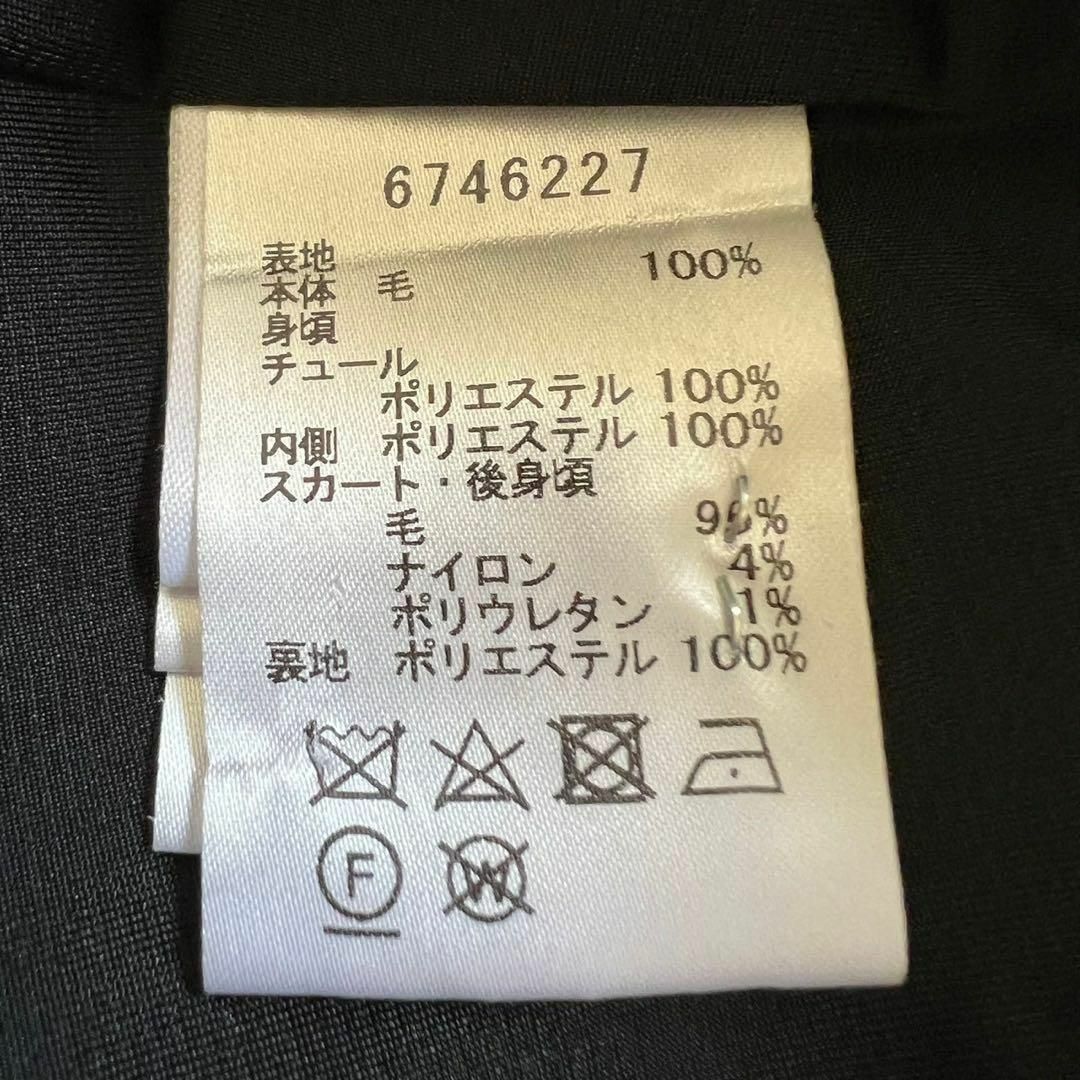 6746227
表地
本体 毛 100%
身頃
チュール
ポリエステル 100%
内側 ポリエステル 100%
スカート・後身頃
毛
ナイロン 4%
ポリウレタン 1%
裏地 ポリエステル 100%
F
W